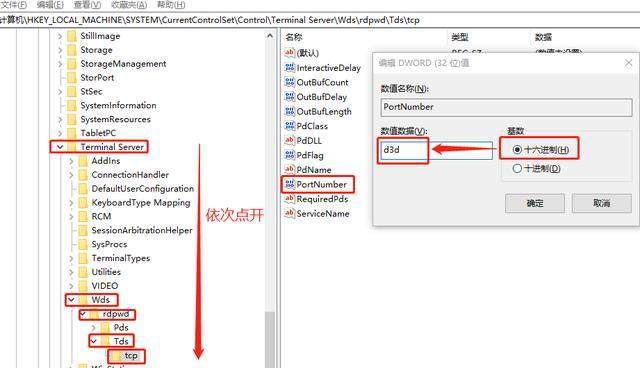 文件(F) 编辑(E) 查看(V) 收藏夹(A) 帮助(H)
计算机\HKEY_LOCAL_MACHINE\SYSTEM\CurrentControlSet\Control\Terminal Server\Wds\rdpwd\Tds\tcp
StillImage
Storage
StorageManagement
StorPort
StSec
SystemInformation
SystemResources
TabletPC
Terminal Server
AddIns
ConnectionHandler
DefaultUserConfiguration
KeyboardType Mapping
RCM
SessionArbitrationHelper
SysProcs
TerminalTypes
Utilities
VIDEO
Wds
rdpwd
Pds
Tds
tcp
依次点开
名称 类型 数据
(默认)
InteractiveDelay
OutBufCount
OutBufDelay
OutBufLength
PdClass
PdDLL
PdFlag
PdName
PortNumber
RequiredPds
ServiceName
编辑 DWORD (32 位)值
数值名称(N):
PortNumber
数值数据(V):
d3d
基数
十六进制(H)
十进制(D)
确定 取消